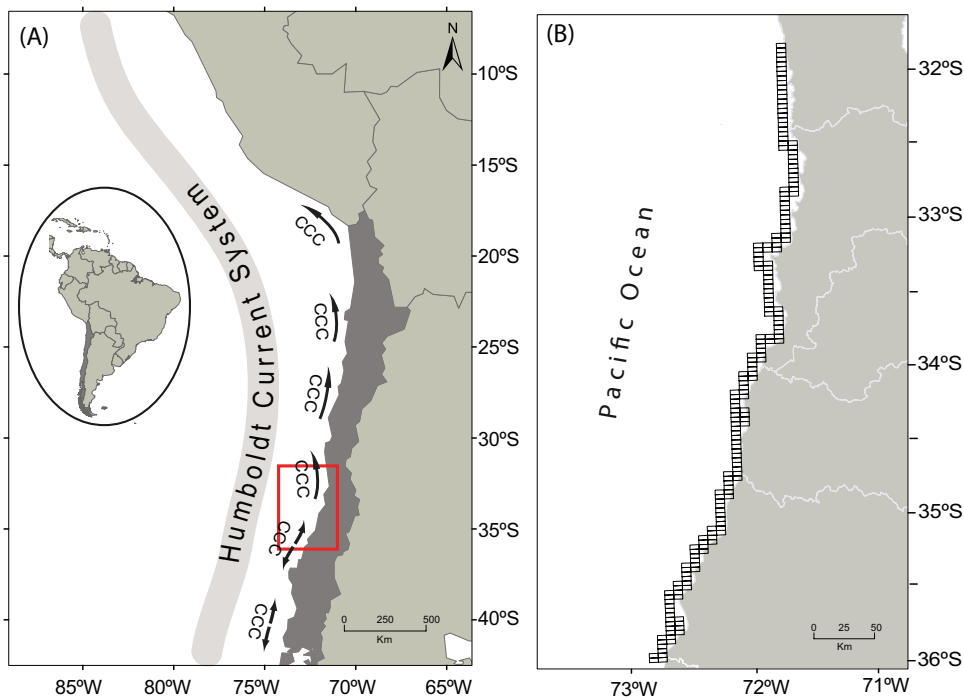 (A)
N
10ºS
15ºS
20ºS
25ºS
30ºS
35ºS
40ºS
Humboldt Current System
CCC
CCC
CCC
CCC
CCC
CCC
0 250 500
Km
85ºW 80ºW 75ºW 70ºW 65ºW
(B)
Pacific Ocean
32ºS
33ºS
34ºS
35ºS
36ºS
0 25 50
Km
73ºW 72ºW 71ºW